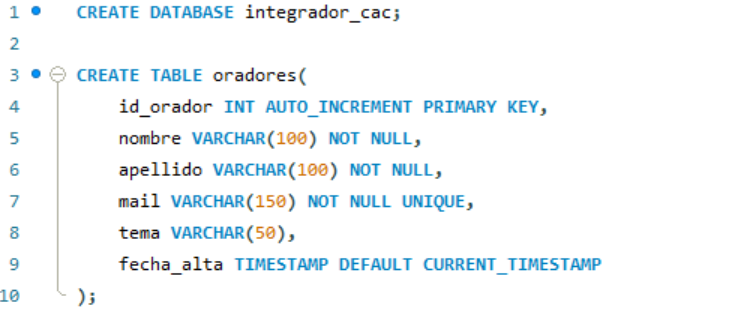 1 CREATE DATABASE integrador_cac;
2
3 CREATE TABLE oradores(
4 id_orador INT AUTO_INCREMENT PRIMARY KEY,
5 nombre VARCHAR(100) NOT NULL,
6 apellido VARCHAR(100) NOT NULL,
7 mail VARCHAR(150) NOT NULL UNIQUE,
8 tema VARCHAR(50),
9 fecha_alta TIMESTAMP DEFAULT CURRENT_TIMESTAMP
10 );